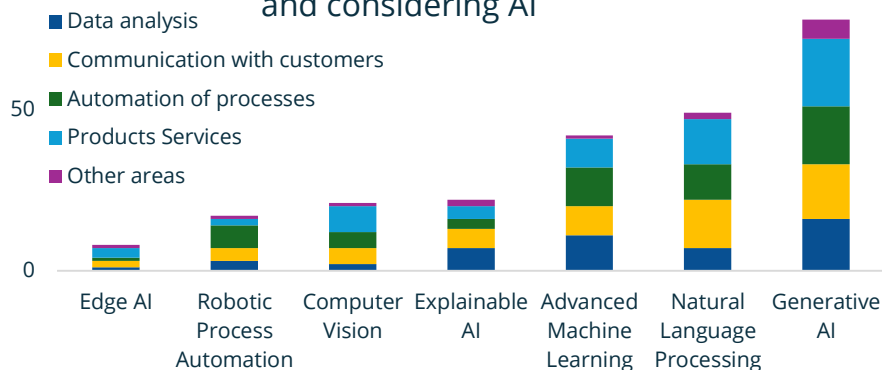 and considering AI
Data analysis
Communication with customers
Automation of processes
Products Services
Other areas
50
0
Edge AI
Robotic
Process
Automation
Computer
Vision
Explainable
AI
Advanced
Machine
Learning
Natural
Language
Processing
Generative
AI